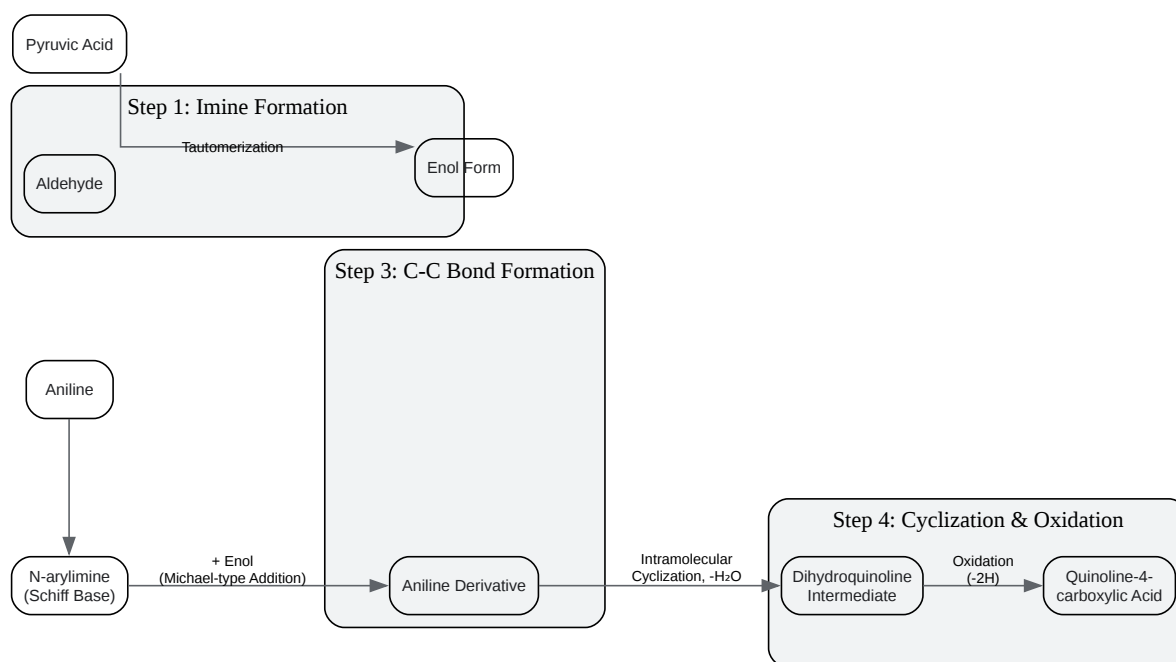 Pyruvic Acid
Step 1: Imine Formation
Tautomerization
Enol Form
Aldehyde
Step 3: C-C Bond Formation
Aniline
+ Enol
(Michael-type Addition)
N-arylimine
(Schiff Base)
Aniline Derivative
Intramolecular
Cyclization, -H₂O
Step 4: Cyclization & Oxidation
Dihydroquinoline
Intermediate
Oxidation
(-2H)
Quinoline-4-
carboxylic Acid